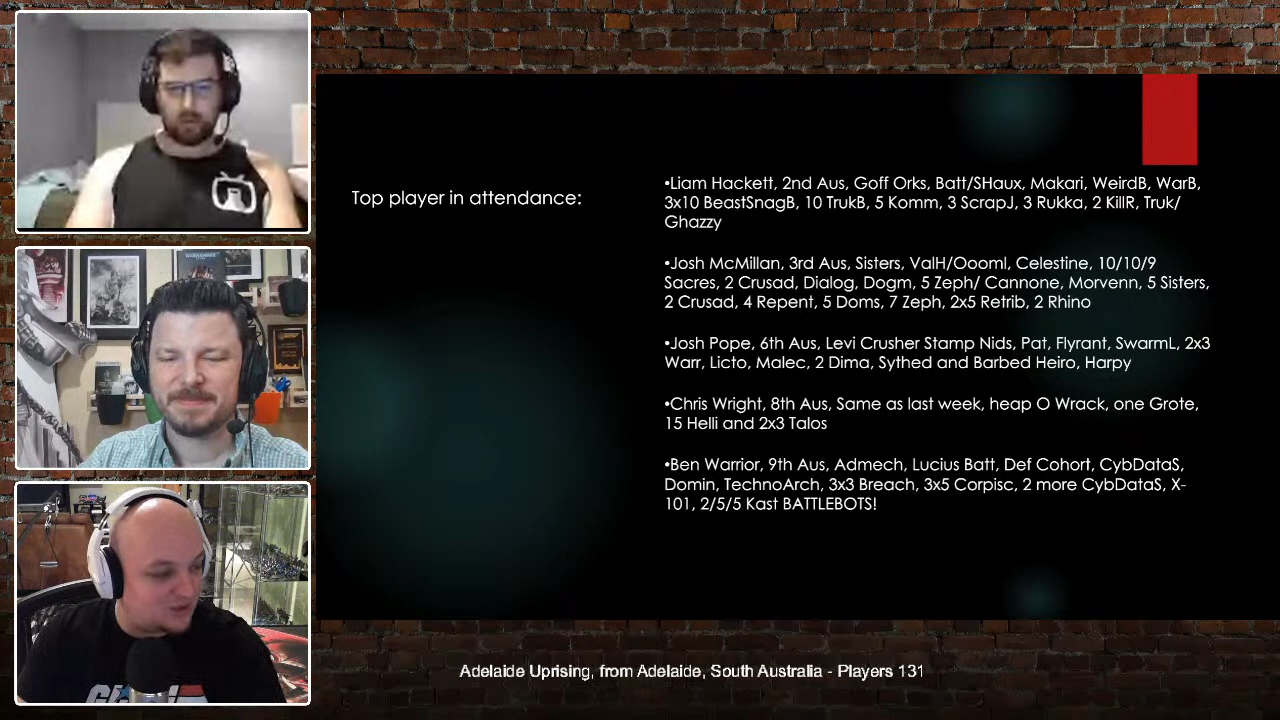 Top player in attendance:
•Liam Hackett, 2nd Aus, Goff Orks, Batt/SHaux, Makari, WeirdB, WarB,
3x10 BeastSnagB, 10 TrukB, 5 Komm, 3 ScrapJ, 3 Rukka, 2 KillR, Truk/
Ghazzy
•Josh McMillan, 3rd Aus, Sisters, ValH/Oooml, Celestine, 10/10/9
Sacres, 2 Crusad, Dialog, Dogm, 5 Zeph/ Cannone, Morvenn, 5 Sisters,
2 Crusad, 4 Repent, 5 Doms, 7 Zeph, 2x5 Retrib, 2 Rhino
•Josh Pope, 6th Aus, Levi Crusher Stamp Nids, Pat, Flyrant, SwarmL, 2x3
Warr, Licto, Malec, 2 Dima, Sythed and Barbed Heiro, Harpy
•Chris Wright, 8th Aus, Same as last week, heap O Wrack, one Grote,
15 Helli and 2x3 Talos
•Ben Warrior, 9th Aus, Admech, Lucius Batt, Def Cohort, CybDataS,
Domin, TechnoArch, 3x3 Breach, 3x5 Corpisc, 2 more CybDataS, X-
101, 2/5/5 Kast BATTLEBOTS!
Adelaide Uprising, from Adelaide, South Australia - Players 131